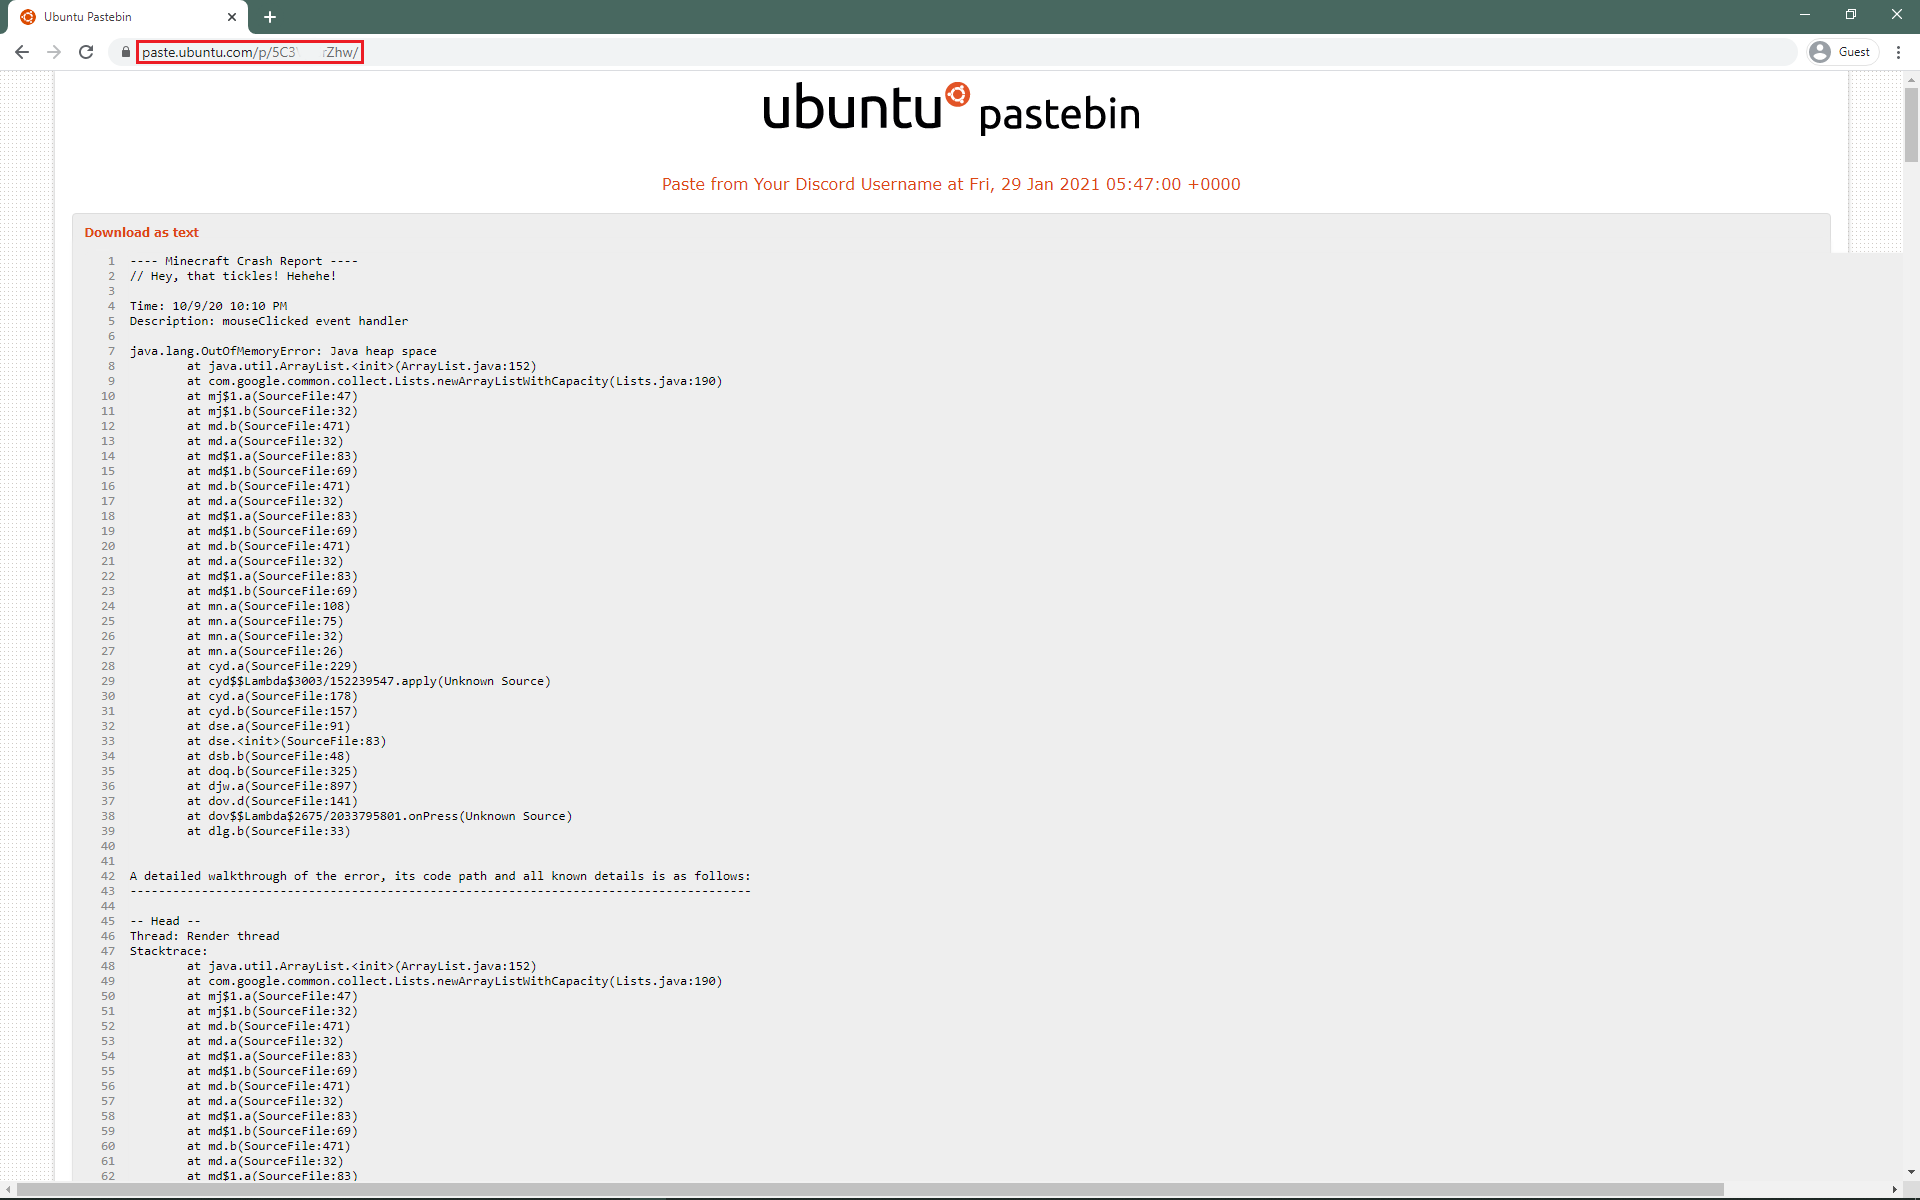 Ubuntu Pastebin
paste.ubuntu.com/p/5C3 rZhw/
Guest
ubuntu pastebin
Paste from Your Discord Username at Fri, 29 Jan 2021 05:47:00 +0000
Download as text
1 ---- Minecraft Crash Report ----
2 // Hey, that tickles! Hehehe!
3
4 Time: 10/9/20 10:10 PM
5 Description: mouseClicked event handler
6
7 java.lang.OutOfMemoryError: Java heap space
8 at java.util.ArrayList.<init>(ArrayList.java:152)
9 at com.google.common.collect.Lists.newArrayListWithCapacity(Lists.java:190)
10 at mj$1.a(SourceFile:47)
11 at mj$1.b(SourceFile:32)
12 at md.b(SourceFile:471)
13 at md.a(SourceFile:32)
14 at md$1.a(SourceFile:83)
15 at md$1.b(SourceFile:69)
16 at md.b(SourceFile:471)
17 at md.a(SourceFile:32)
18 at md$1.a(SourceFile:83)
19 at md$1.b(SourceFile:69)
20 at md.b(SourceFile:471)
21 at md.a(SourceFile:32)
22 at md$1.a(SourceFile:83)
23 at md$1.b(SourceFile:69)
24 at mn.a(SourceFile:108)
25 at mn.a(SourceFile:75)
26 at mn.a(SourceFile:32)
27 at mn.a(SourceFile:26)
28 at cyd.a(SourceFile:229)
29 at cyd$$Lambda$3003/152239547.apply(Unknown Source)
30 at cyd.a(SourceFile:178)
31 at cyd.b(SourceFile:157)
32 at dse.a(SourceFile:91)
33 at dse.<init>(SourceFile:83)
34 at dsb.b(SourceFile:48)
35 at doq.b(SourceFile:325)
36 at djw.a(SourceFile:897)
37 at dov.d(SourceFile:141)
38 at dov$$Lambda$2675/2033795801.onPress(Unknown Source)
39 at dlg.b(SourceFile:33)
40
41
42 A detailed walkthrough of the error, its code path and all known details is as follows:
43 ---------------------------------------------------------------------------------------
44
45 -- Head --
46 Thread: Render thread
47 Stacktrace:
48 at java.util.ArrayList.<init>(ArrayList.java:152)
49 at com.google.common.collect.Lists.newArrayListWithCapacity(Lists.java:190)
50 at mj$1.a(SourceFile:47)
51 at mj$1.b(SourceFile:32)
52 at md.b(SourceFile:471)
53 at md.a(SourceFile:32)
54 at md$1.a(SourceFile:83)
55 at md$1.b(SourceFile:69)
56 at md.b(SourceFile:471)
57 at md.a(SourceFile:32)
58 at md$1.a(SourceFile:83)
59 at md$1.b(SourceFile:69)
60 at md.b(SourceFile:471)
61 at md.a(SourceFile:32)
62 at md$1.a(SourceFile:83)